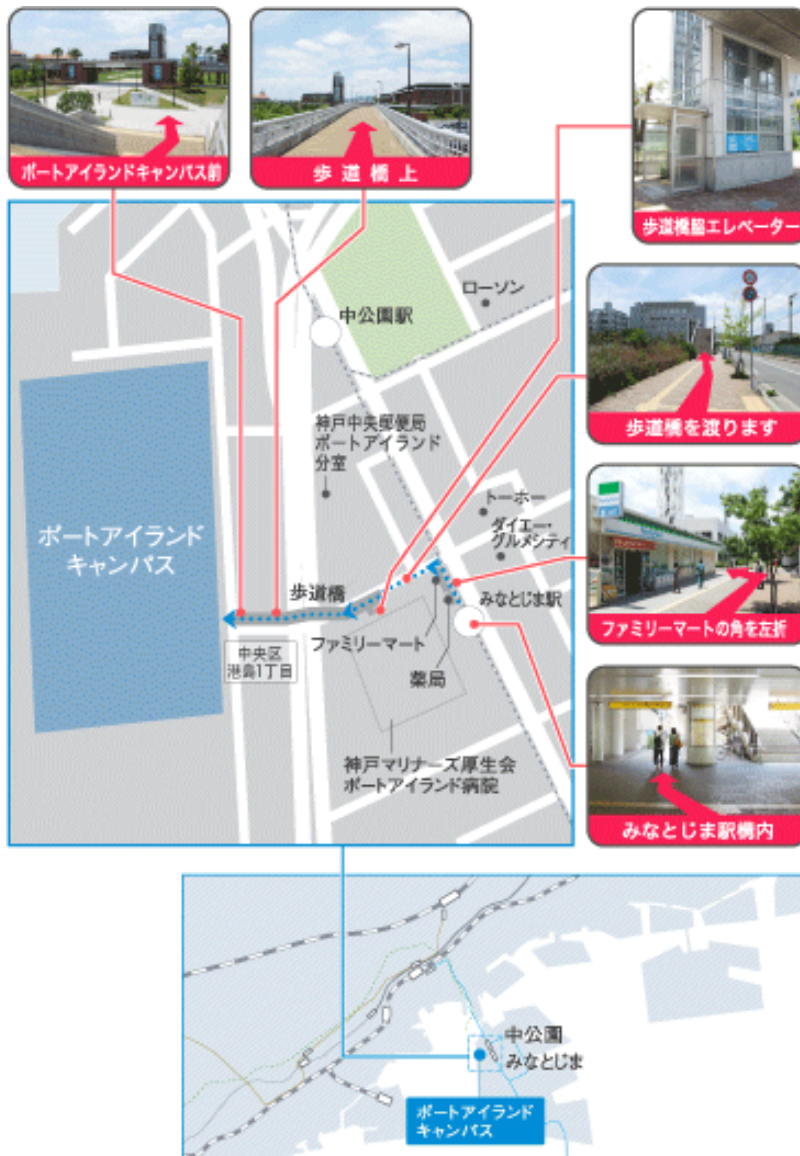 ポートアイランドキャンパス前
歩道橋上
歩道橋脇エレベーター
ローソン
中公園駅
歩道橋を渡ります
神戸中央郵便局
ポートアイランド
分室
トーホー
ダイエー・
グルメシティ
ポートアイランド
キャンパス
歩道橋
みなとじま駅
ファミリーマートの角を左折
ファミリーマート
中央区
港島1丁目
薬局
神戸マリナーズ厚生会
ポートアイランド病院
みなとじま駅構内
中公園
みなとじま
ポートアイランド
キャンパス